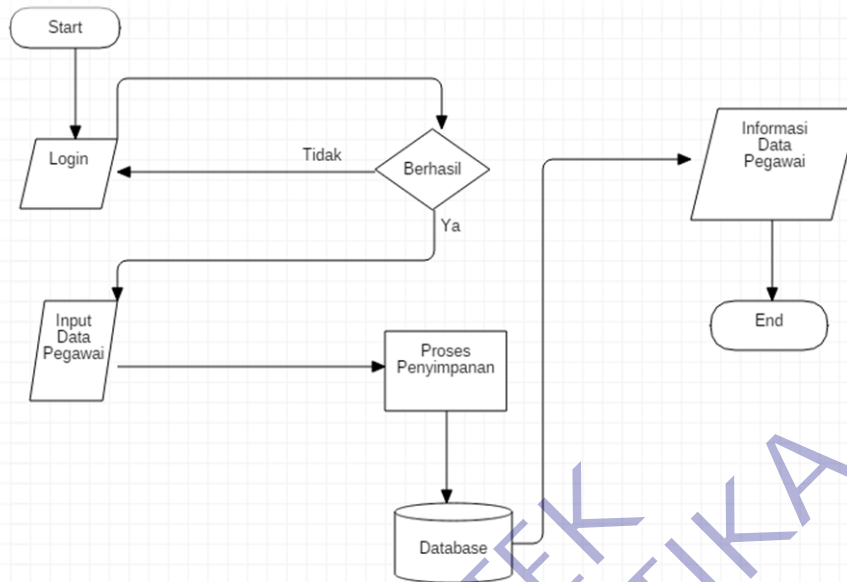 Start
Login
Tidak
Berhasil
Ya
Informasi
Data
Pegawai
End
Input
Data
Pegawai
Proses
Penyimpanan
Database